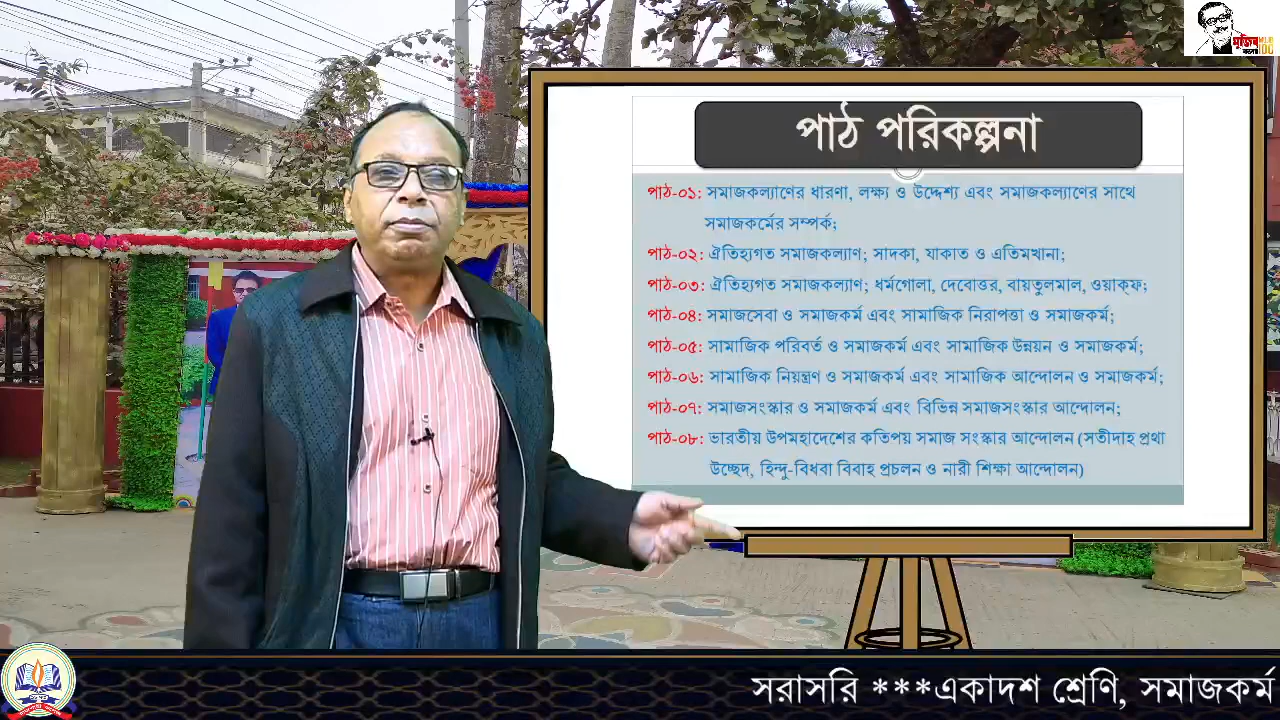 মুজিব
শতবর্ষ
100
পাঠ পরিকল্পনা
পাঠ-০১: সমাজকল্যাণের ধারণা, লক্ষ্য ও উদ্দেশ্য এবং সমাজকল্যাণের সাথে
সমাজকর্মের সম্পর্ক;
পাঠ-০২: ঐতিহ্যগত সমাজকল্যাণ; সাদকা, যাকাত ও এতিমখানা;
পাঠ-০৩: ঐতিহ্যগত সমাজকল্যাণ; ধর্মগোলা, দেবোত্তর, বায়তুলমাল, ওয়াক্‌ফ;
পাঠ-০৪: সমাজসেবা ও সমাজকর্ম এবং সামাজিক নিরাপত্তা ও সমাজকর্ম;
পাঠ-০৫: সামাজিক পরিবর্ত ও সমাজকর্ম এবং সামাজিক উন্নয়ন ও সমাজকর্ম;
পাঠ-০৬: সামাজিক নিয়ন্ত্রণ ও সমাজকর্ম এবং সামাজিক আন্দোলন ও সমাজকর্ম;
পাঠ-০৭: সমাজসংস্কার ও সমাজকর্ম এবং বিভিন্ন সমাজসংস্কার আন্দোলন;
পাঠ-০৮: ভারতীয় উপমহাদেশের কতিপয় সমাজ সংস্কার আন্দোলন (সতীদাহ প্রথা
উচ্ছেদ, হিন্দু-বিধবা বিবাহ প্রচলন ও নারী শিক্ষা আন্দোলন)
সরাসরি ***একাদশ শ্রেণি, সমাজকর্ম